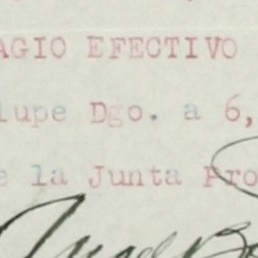 AGIO EFECTIVO
lupe Dgo. a 6,
e la Junta Pro